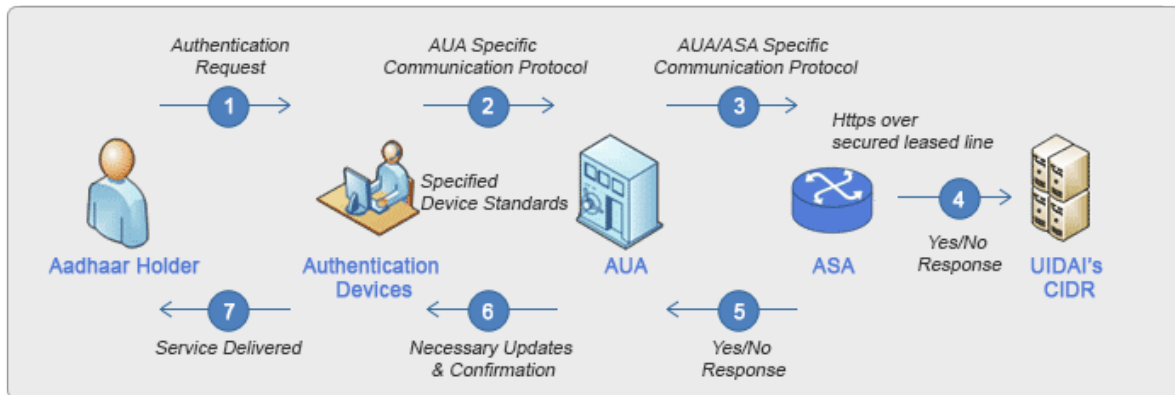 Authentication
Request
1
AUA Specific
Communication Protocol
2
AUA/ASA Specific
Communication Protocol
3
Https over
secured leased line
4
Yes/No
Response
Specified
Device Standards
Aadhaar Holder
Authentication
Devices
AUA
ASA
UIDAI's
CIDR
7
Service Delivered
6
Necessary Updates
& Confirmation
5
Yes/No
Response